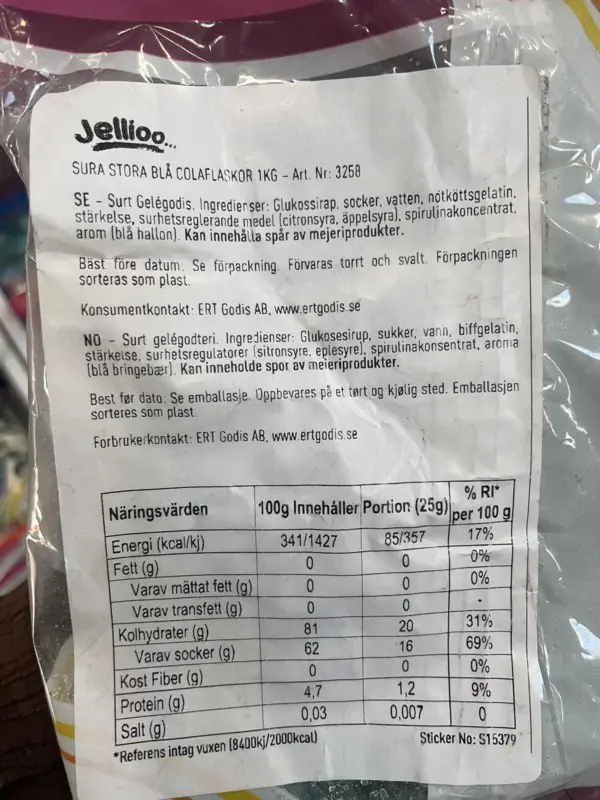 Jellioo...
SURA STORA BLÅ COLAFLASKOR 1KG – Art. Nr: 3258
SE – Surt Gelégodis. Ingredienser: Glukossirap, socker, vatten, nötköttsgelatin,
stärkelse, surhetsreglerande medel (citronsyra, äppelsyra), spirulinakoncentrat,
arom (blå hallon). Kan innehålla spår av mejeriprodukter.
Bäst före datum: Se förpackning. Förvaras torrt och svalt. Förpackningen
sorteras som plast.
Konsumentkontakt: ERT Godis AB, www.ertgodis.se
NO – Surt gelégodteri. Ingredienser: Glukosesirup, sukker, vann, biffgelatin,
stärkelse, surhetsregulatorer (sitronsyre, eplesyre), spirulinakonsentrat, aroma
(blå bringebær). Kan inneholde spor av meieriprodukter.
Best før dato: Se emballasje. Oppbevares på et tørt og kjølig sted. Emballasjen
sorteres som plast.
Forbrukerkontakt: ERT Godis AB, www.ertgodis.se
Näringsvärden 100g Innehåller Portion (25g) % RI* per 100 g
Energi (kcal/kj) 341/1427 85/357 17%
Fett (g) 0 0 0%
Varav mättat fett (g) 0 0 0%
Varav transfett (g) 0 0 -
Kolhydrater (g) 81 20 31%
Varav socker (g) 62 16 69%
Kost Fiber (g) 0 0 0%
Protein (g) 4,7 1,2 9%
Salt (g) 0,03 0,007 0
*Referens intag vuxen (8400kj/2000kcal) Sticker No: S15379